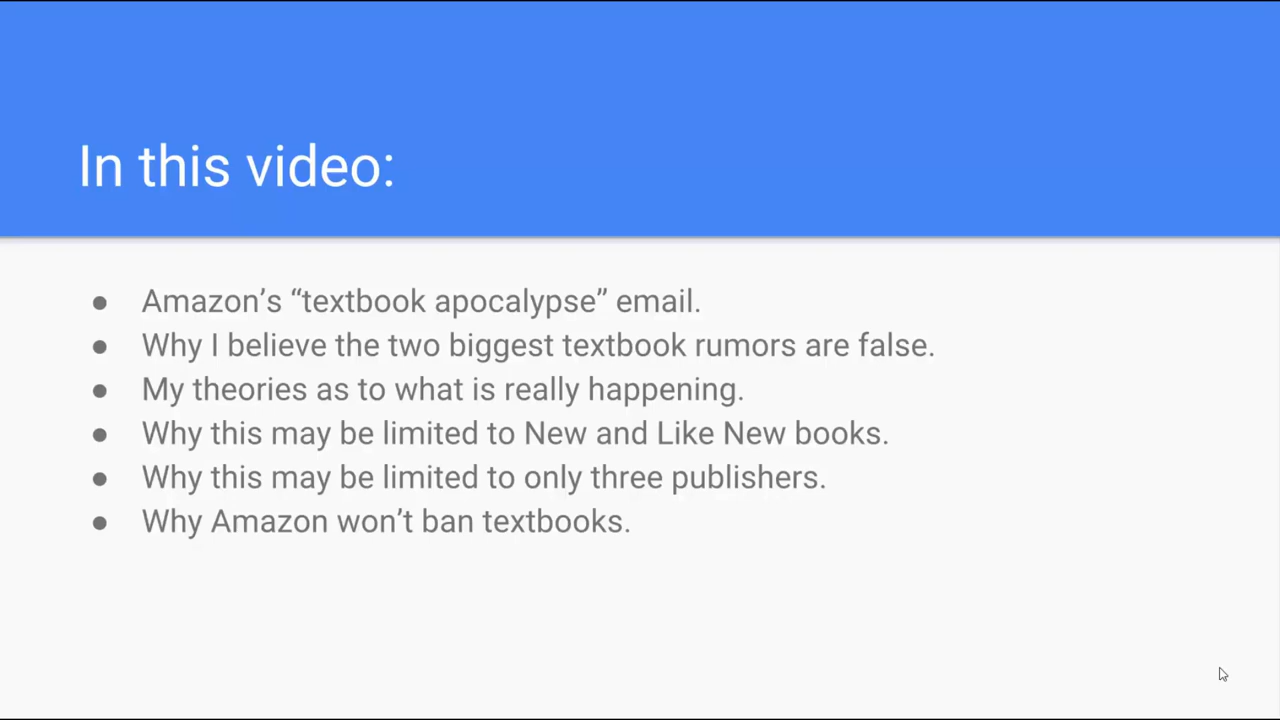 In this video:
● Amazon’s “textbook apocalypse” email.
● Why I believe the two biggest textbook rumors are false.
● My theories as to what is really happening.
● Why this may be limited to New and Like New books.
● Why this may be limited to only three publishers.
● Why Amazon won’t ban textbooks.